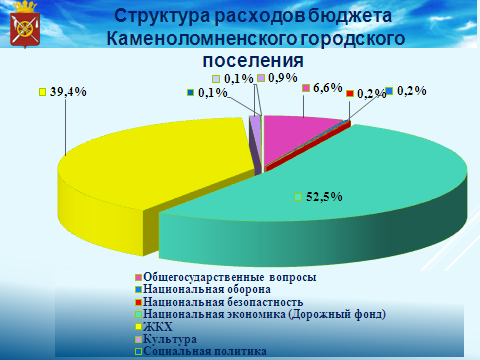 Структура расходов бюджета
Каменоломненского городского
поселения
0,1%
0,9%
39,4%
0,1%
6,6%
0,2%
0,2%
52,5%
Общегосударственные вопросы
Национальная оборона
Национальная безопастность
Национальная экономика (Дорожный фонд)
ЖКХ
Культура
Социальная политика